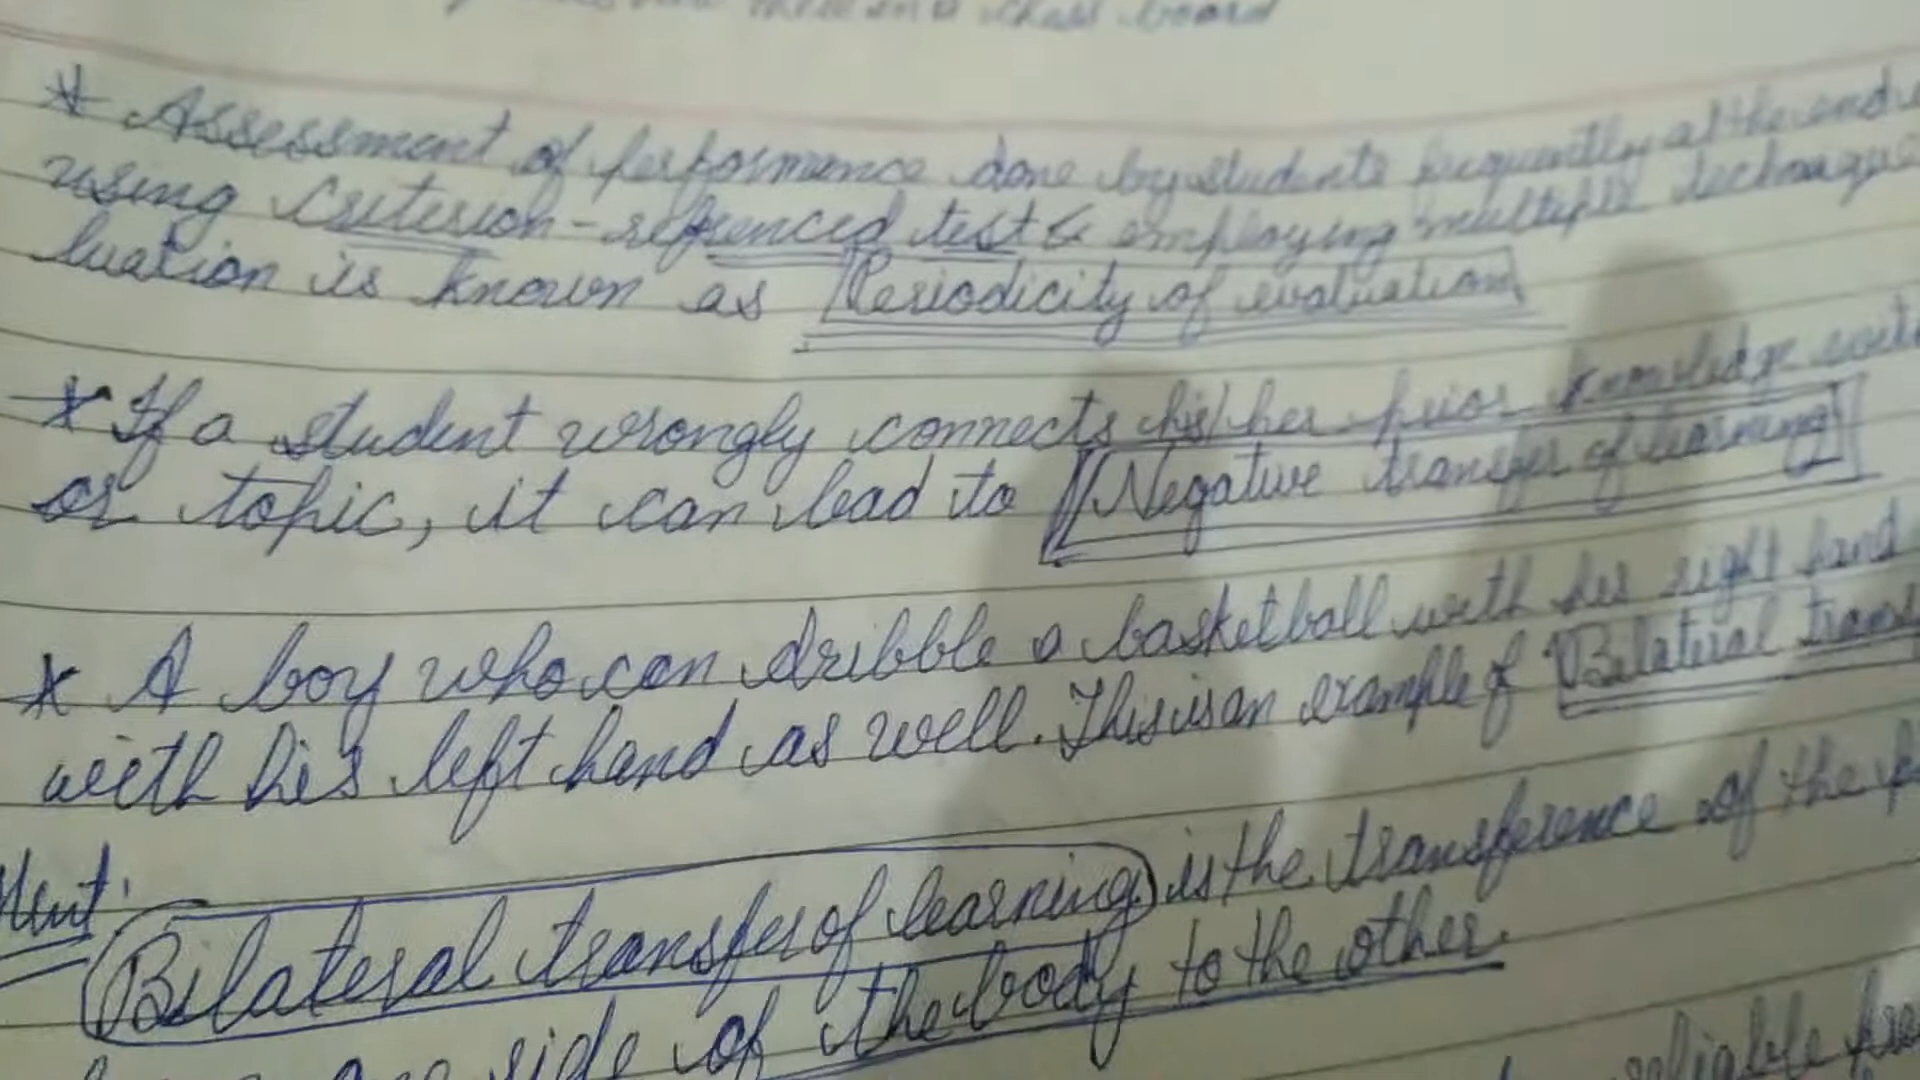 board
* Assessment of performance done by students frequently at the end
using criterion-referenced test & employing multiple techniques
luation is known as Periodicity of evaluation
* If a student wrongly connects his/her prior knowledge
or topic, it can lead to Negative transfer of learning
* A boy who can dribble a basketball with his right hand
with his left hand as well. This is an example of Bilateral
Bilateral transfer of learning is the transference of the
side of the body to the other.
reliable